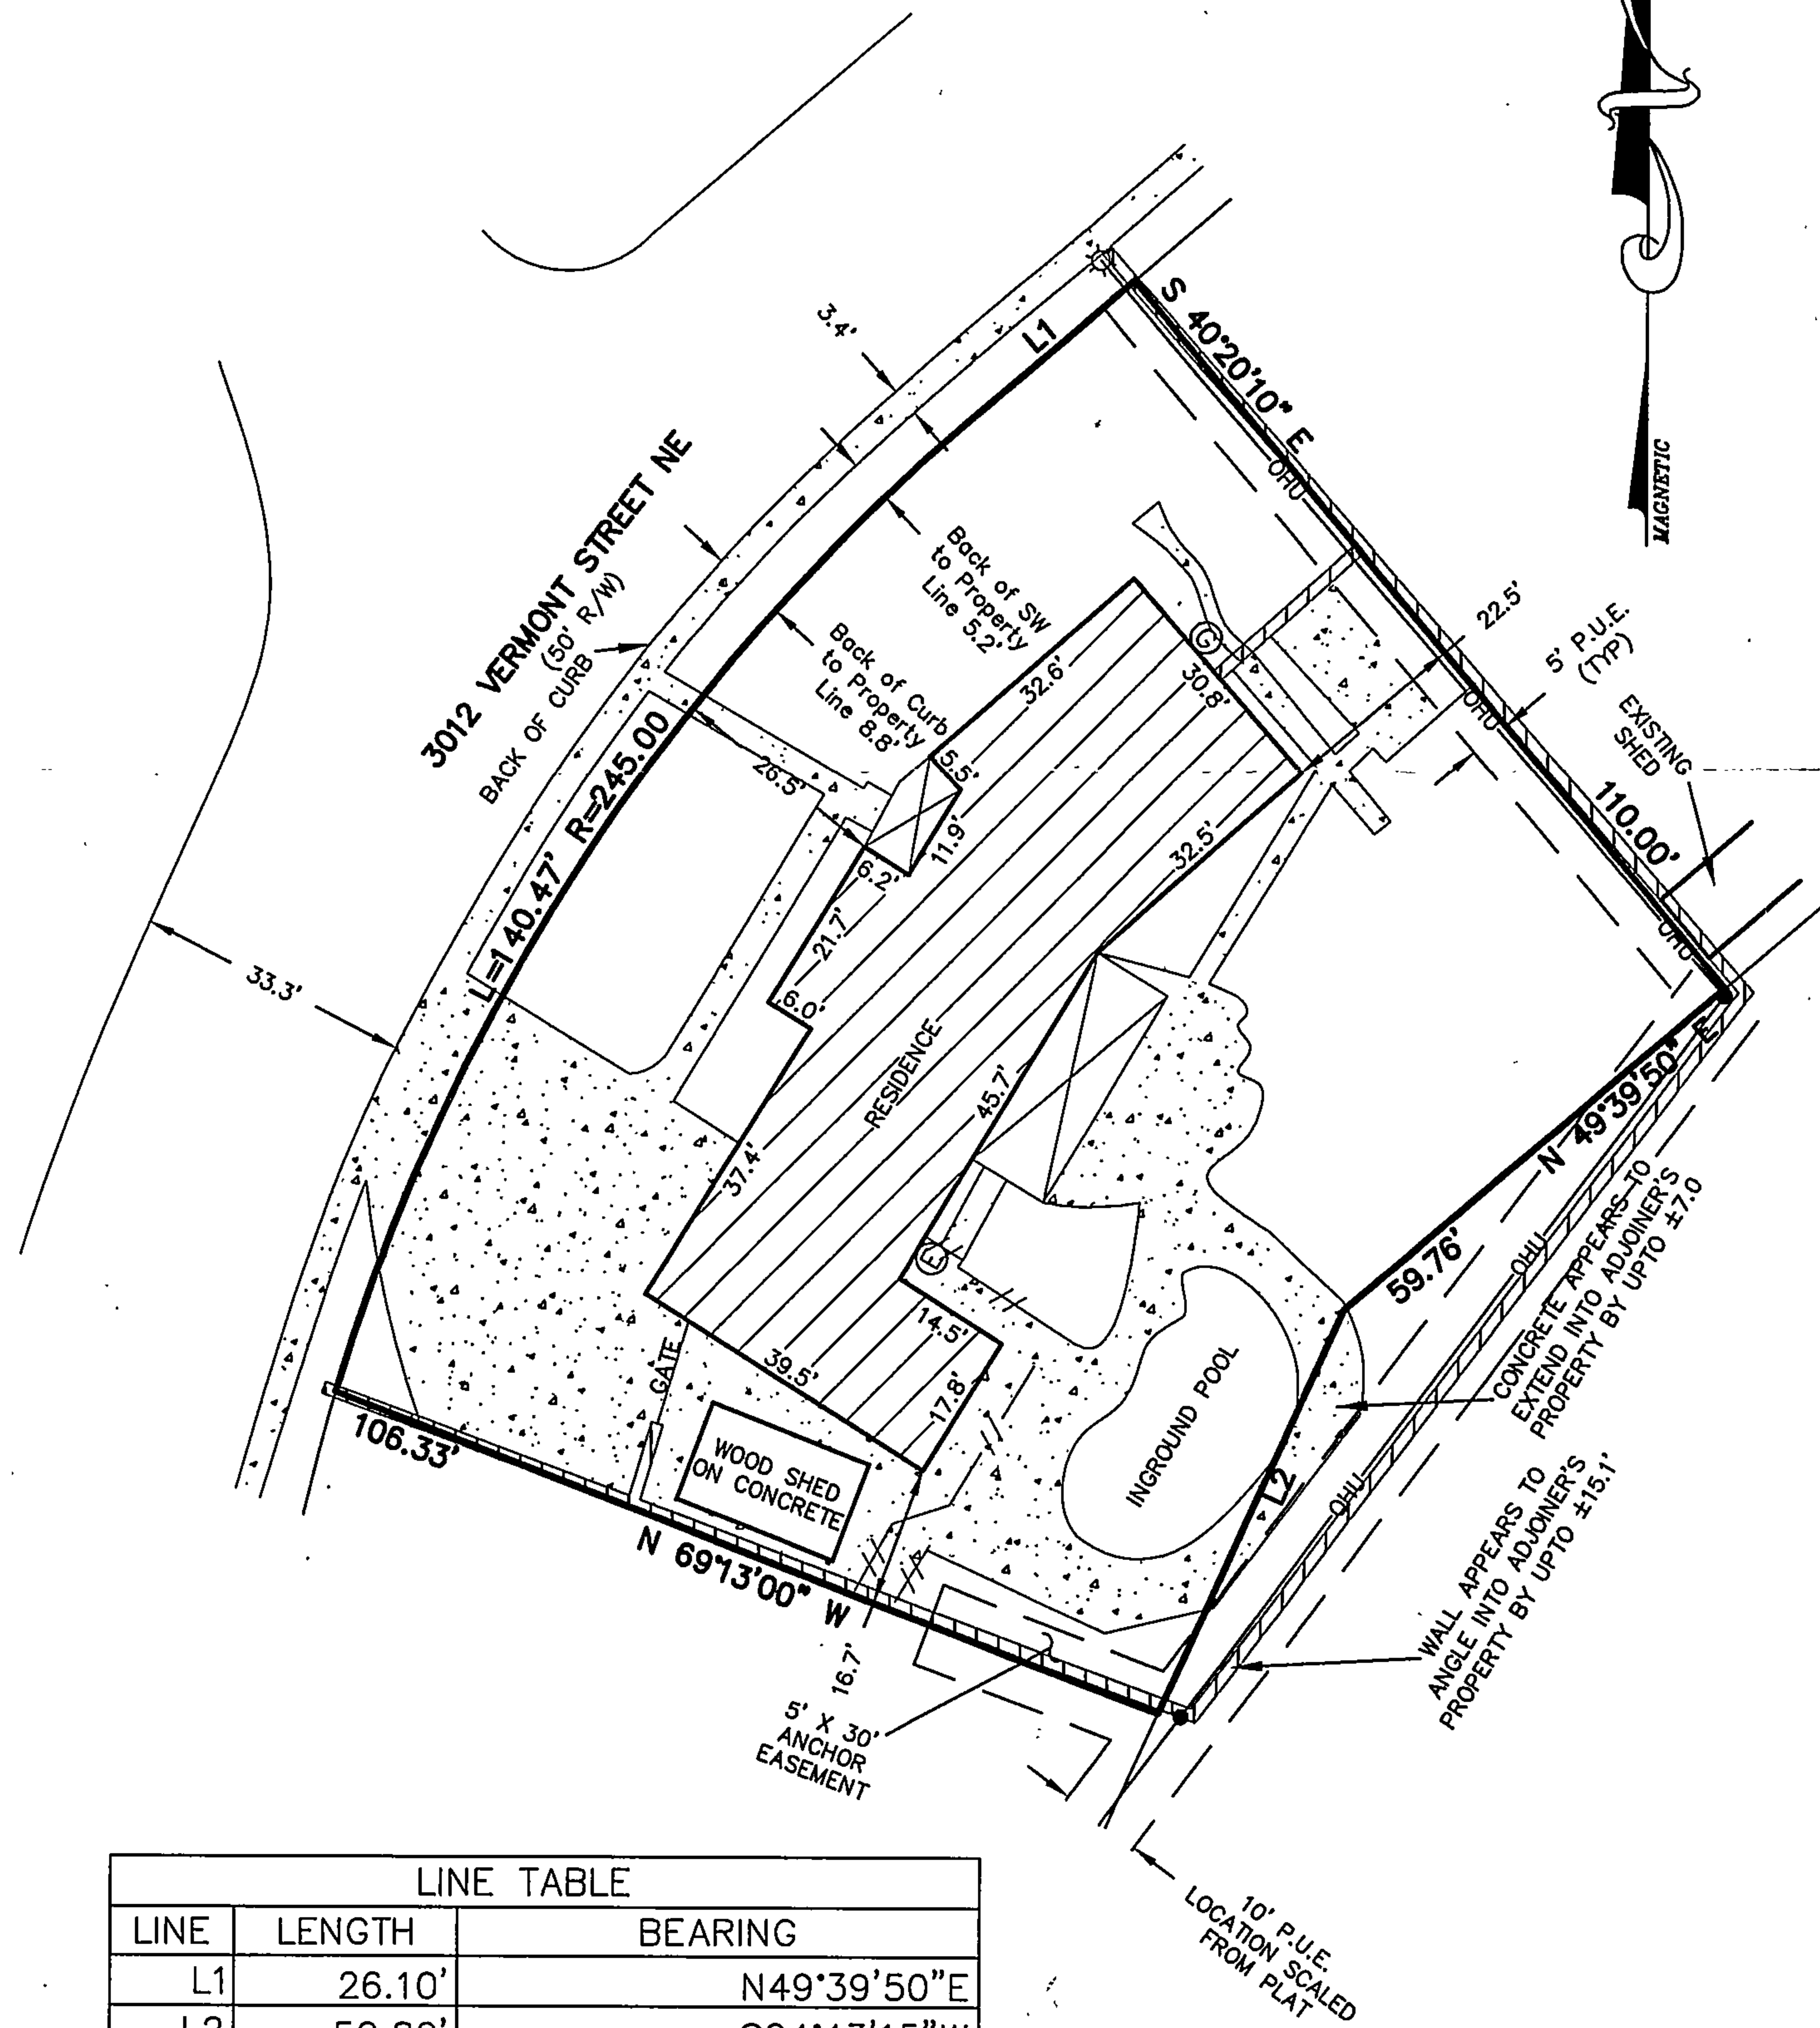 MAGNETIC
L1
S 40°20'10" E
3.4'
OHU
3012 VERMONT STREET NE
(50' R/W)
BACK OF CURB
Back of SW
to Property
Line 5.2'
Back of Curb
to Property
Line 8.8'
22.5'
5' P.U.E.
(TYP)
EXISTING
SHED
32.6'
30.8'
OHU
26.5'
5.5'
11.9'
6.2'
32.5'
110.00'
L=140.47' R=245.00
21.7'
6.0'
OHU
33.3'
RESIDENCE
45.7'
N 49°39'50" E
37.4'
59.76'
OHU
CONCRETE APPEARS TO
EXTEND INTO ADJOINER'S
PROPERTY BY UPTO ±7.0
G
E
14.5'
39.5'
17.8'
GATE
INGROUND POOL
106.33'
WOOD SHED
ON CONCRETE
L2
OHU
WALL APPEARS TO
ANGLE INTO ADJOINER'S
PROPERTY BY UPTO ±15.1'
N 69°13'00" W
16.7'
5' X 30'
ANCHOR
EASEMENT
10' P.U.E.
LOCATION SCALED
FROM PLAT
LINE TABLE
LINE LENGTH BEARING
L1 26.10' N49°39'50"E